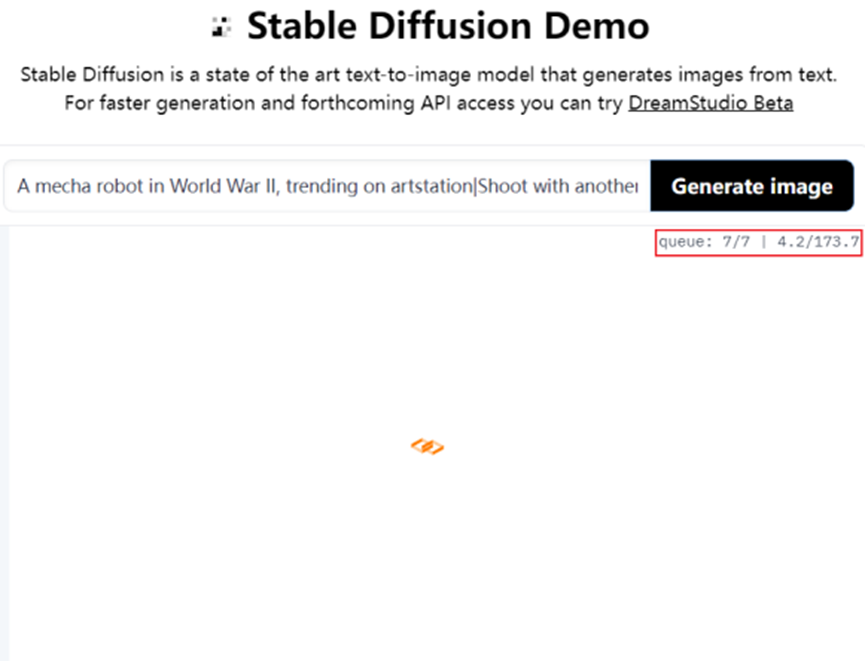 Stable Diffusion Demo
Stable Diffusion is a state of the art text-to-image model that generates images from text.
For faster generation and forthcoming API access you can try DreamStudio Beta
A mecha robot in World War II, trending on artstation|Shoot with another
Generate image
queue: 7/7 | 4.2/173.7